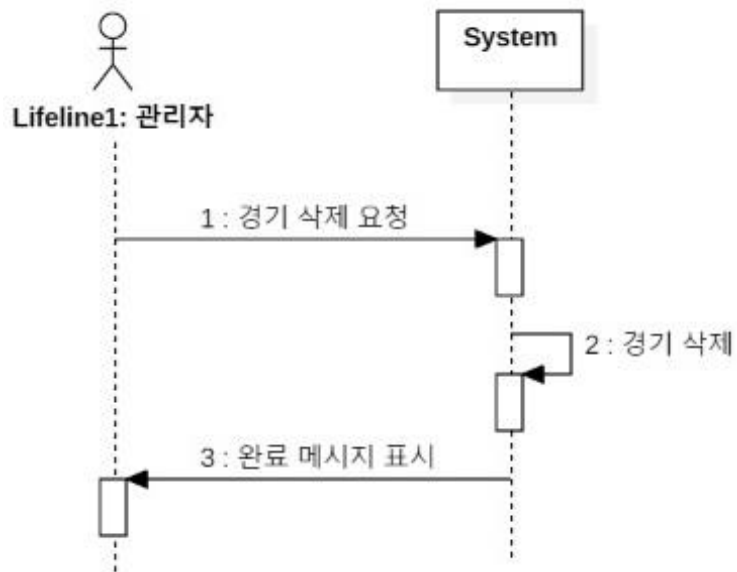 System
Lifeline1: 관리자
1 : 경기 삭제 요청
2 : 경기 삭제
3 : 완료 메시지 표시